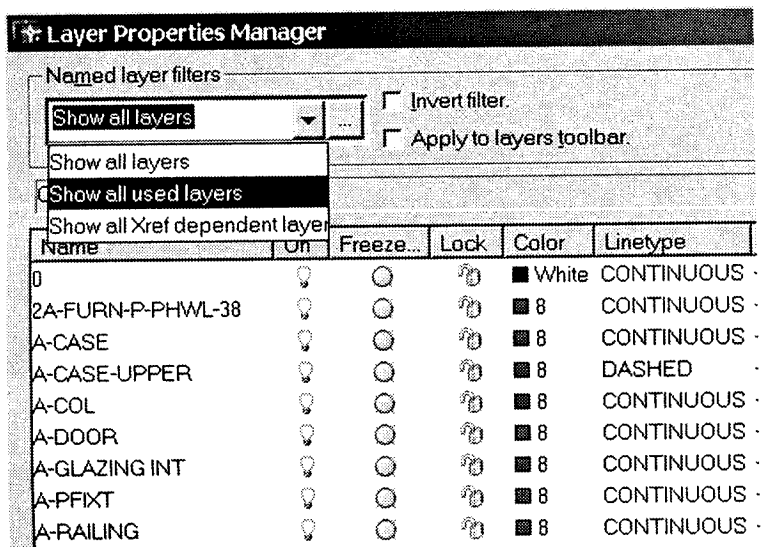 Layer Properties Manager
Named layer filters
Show all layers
...
Invert filter.
Apply to layers toolbar.
Show all layers
Show all used layers
Show all Xref dependent layer
Name On Freeze... Lock Color Linetype
0 White CONTINUOUS
2A-FURN-P-PHWL-38 8 CONTINUOUS
A-CASE 8 CONTINUOUS
A-CASE-UPPER 8 DASHED
A-COL 8 CONTINUOUS
A-DOOR 8 CONTINUOUS
A-GLAZING INT 8 CONTINUOUS
A-PFIXT 8 CONTINUOUS
A-RAILING 8 CONTINUOUS